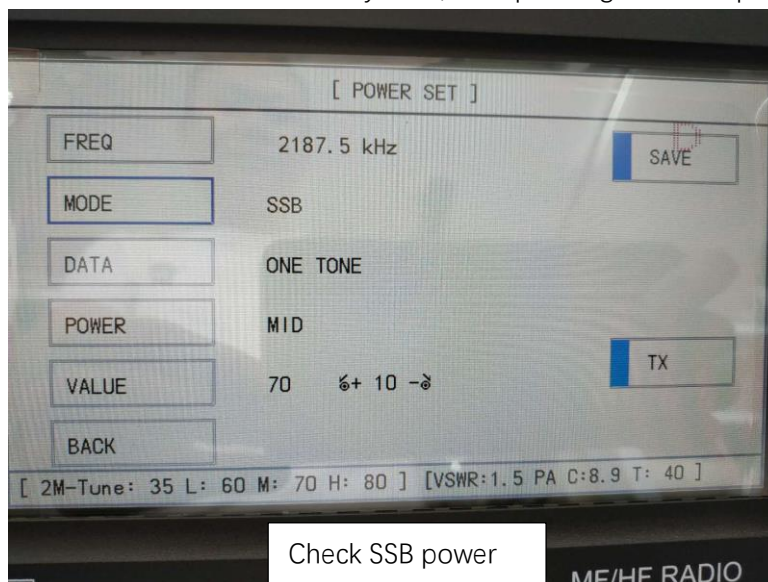 [ POWER SET ]
FREQ 2187.5 kHz SAVE
MODE SSB
DATA ONE TONE
POWER MID
TX
VALUE 70 + 10 -
BACK
[ 2M-Tune: 35 L: 60 M: 70 H: 80 ] [VSWR:1.5 PA C:8.9 T: 40 ]
Check SSB power
MF/HF RADIO